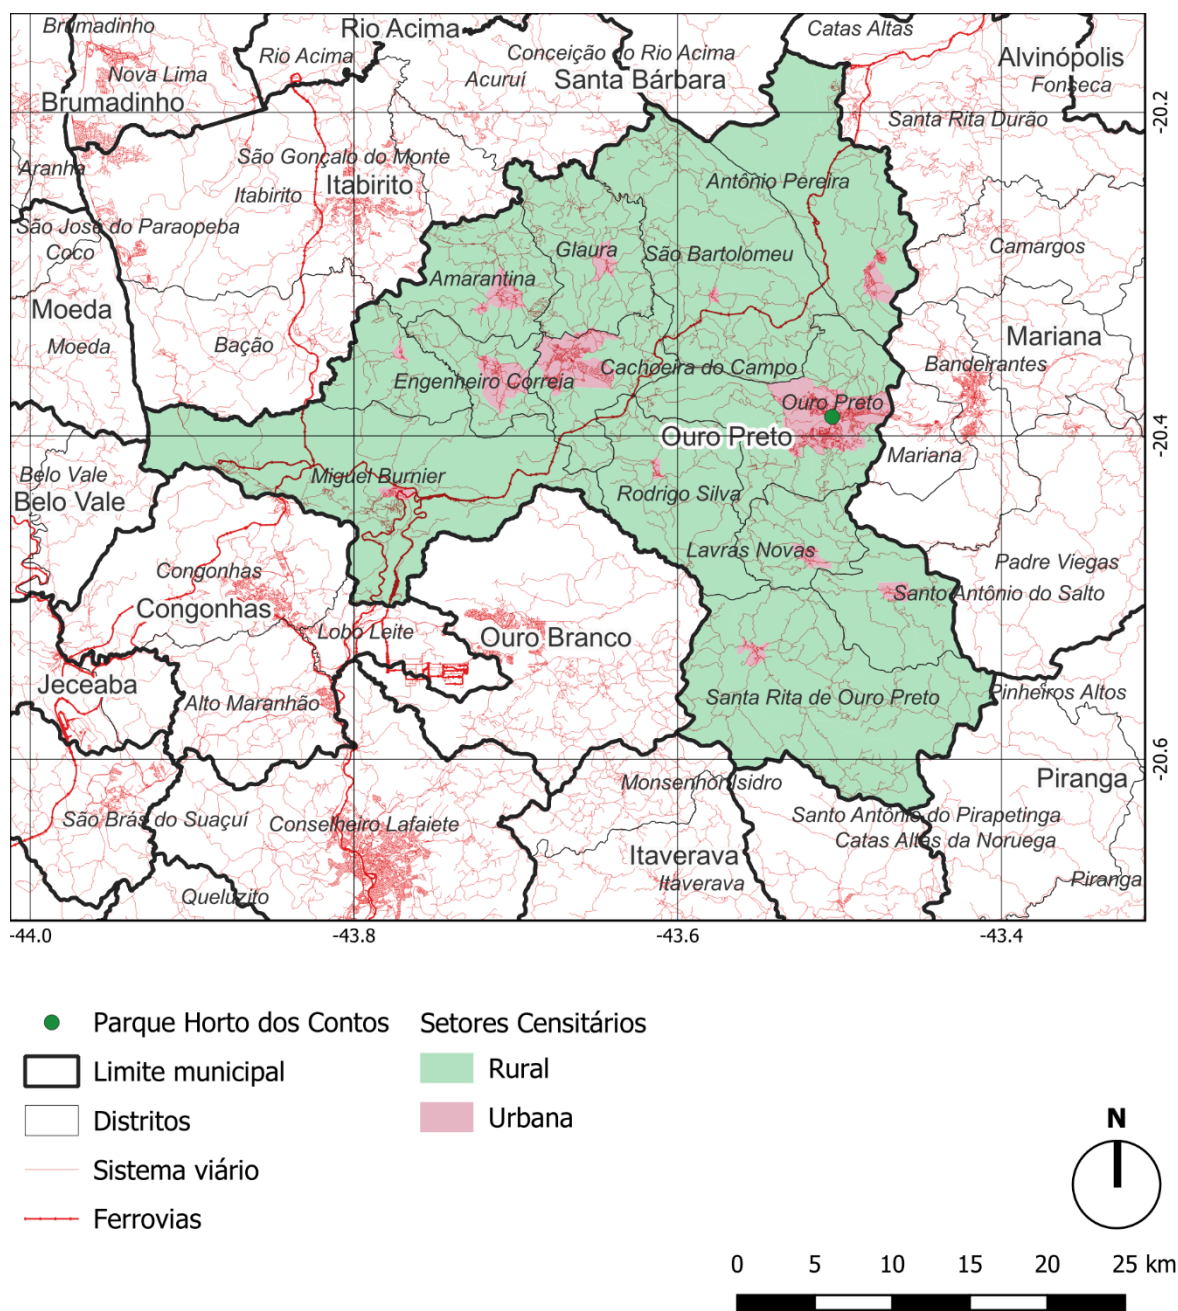 Brumadinho
Rio Acima
Catas Altas
Rio Acima
Conceição do Rio Acima
Alvinópolis
Nova Lima
Acuruí
Santa Bárbara
Fonseca
Brumadinho
-20.2
Santa Rita Durão
Aranha
São Gonçalo do Monte
Itabirito
Itabirito
Antônio Pereira
São José do Paraopeba
Coco
Glaura
São Bartolomeu
Camargos
Amarantina
Moeda
Moeda
Bação
Mariana
Bandeirantes
Engenheiro Correia
Cachoeira do Campo
Ouro Preto
Ouro Preto
-20.4
Mariana
Belo Vale
Belo Vale
Miguel Burnier
Rodrigo Silva
Lavras Novas
Padre Viegas
Congonhas
Santo Antônio do Salto
Congonhas
Lobo Leite
Ouro Branco
Jeceaba
Alto Maranhão
Santa Rita de Ouro Preto
Pinheiros Altos
-20.6
Monsenhor Isidro
Piranga
São Brás do Suaçuí
Conselheiro Lafaiete
Santo Antônio do Pirapetinga
Catas Altas da Noruega
Itaverava
Itaverava
Piranga
Queluzito
-44.0
-43.8
-43.6
-43.4
Parque Horto dos Contos
Limite municipal
Distritos
Sistema viário
Ferrovias
Setores Censitários
Rural
Urbana
N
0 5 10 15 20 25 km